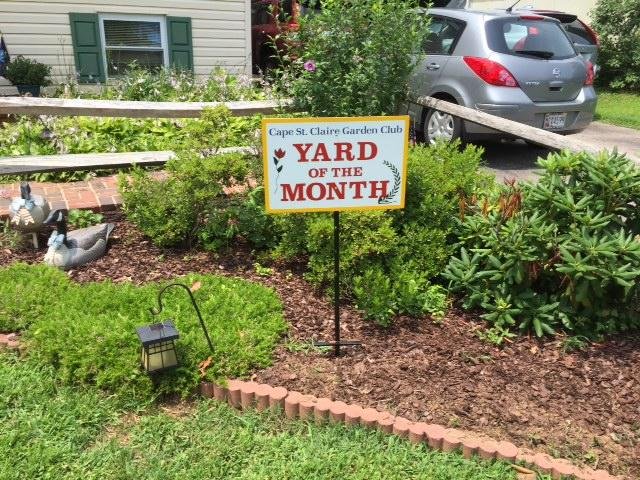 Cape St. Claire Garden Club
YARD
OF THE
MONTH